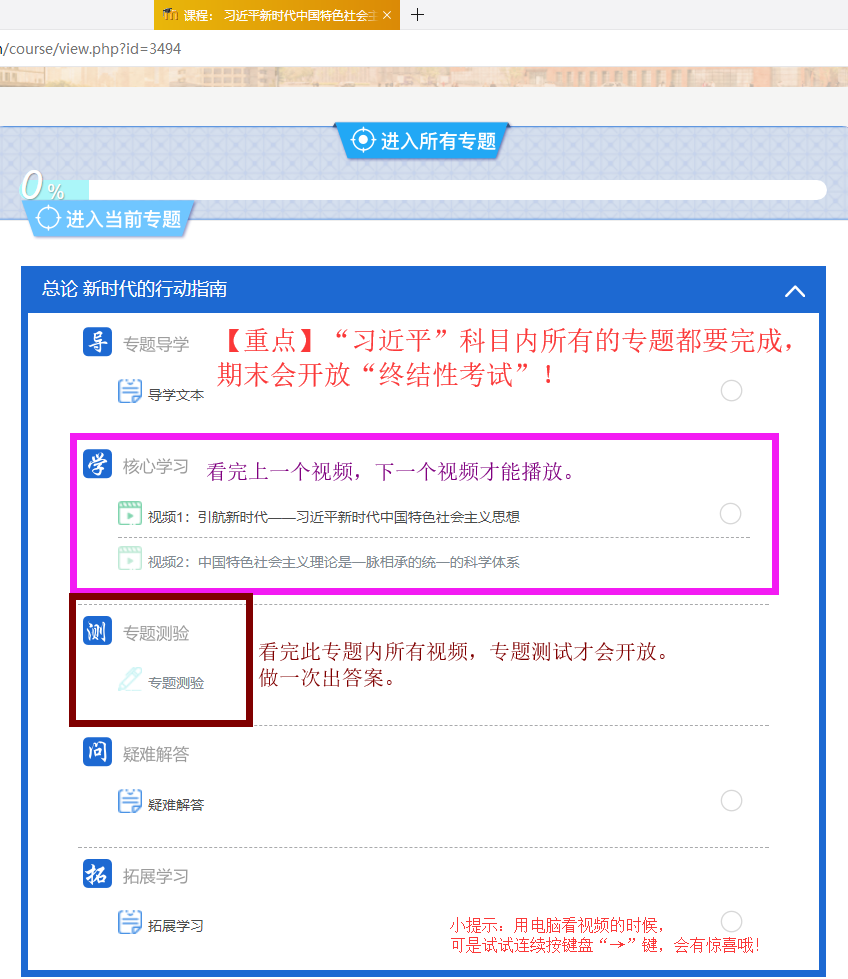 课程： 习近平新时代中国特色社会主
/course/view.php?id=3494
进入所有专题
0 %
进入当前专题
总论 新时代的行动指南
导 专题导学
【重点】“习近平”科目内所有的专题都要完成，
期末会开放“终结性考试”！
导学文本
学 核心学习 看完上一个视频，下一个视频才能播放。
视频1：引航新时代——习近平新时代中国特色社会主义思想
视频2：中国特色社会主义理论是一脉相承的统一的科学体系
测 专题测验
看完此专题内所有视频，专题测试才会开放。
做一次出答案。
专题测验
问 疑难解答
疑难解答
拓 拓展学习
拓展学习
小提示：用电脑看视频的时候，
可是试试连续按键盘“→”键，会有惊喜哦！